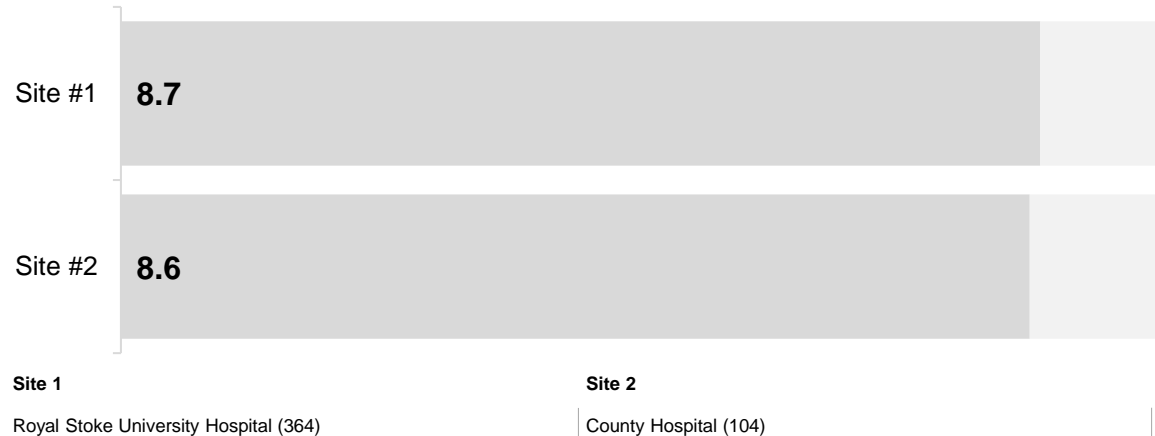 Site #1 8.7
Site #2 8.6
Site 1 Site 2
Royal Stoke University Hospital (364) County Hospital (104)